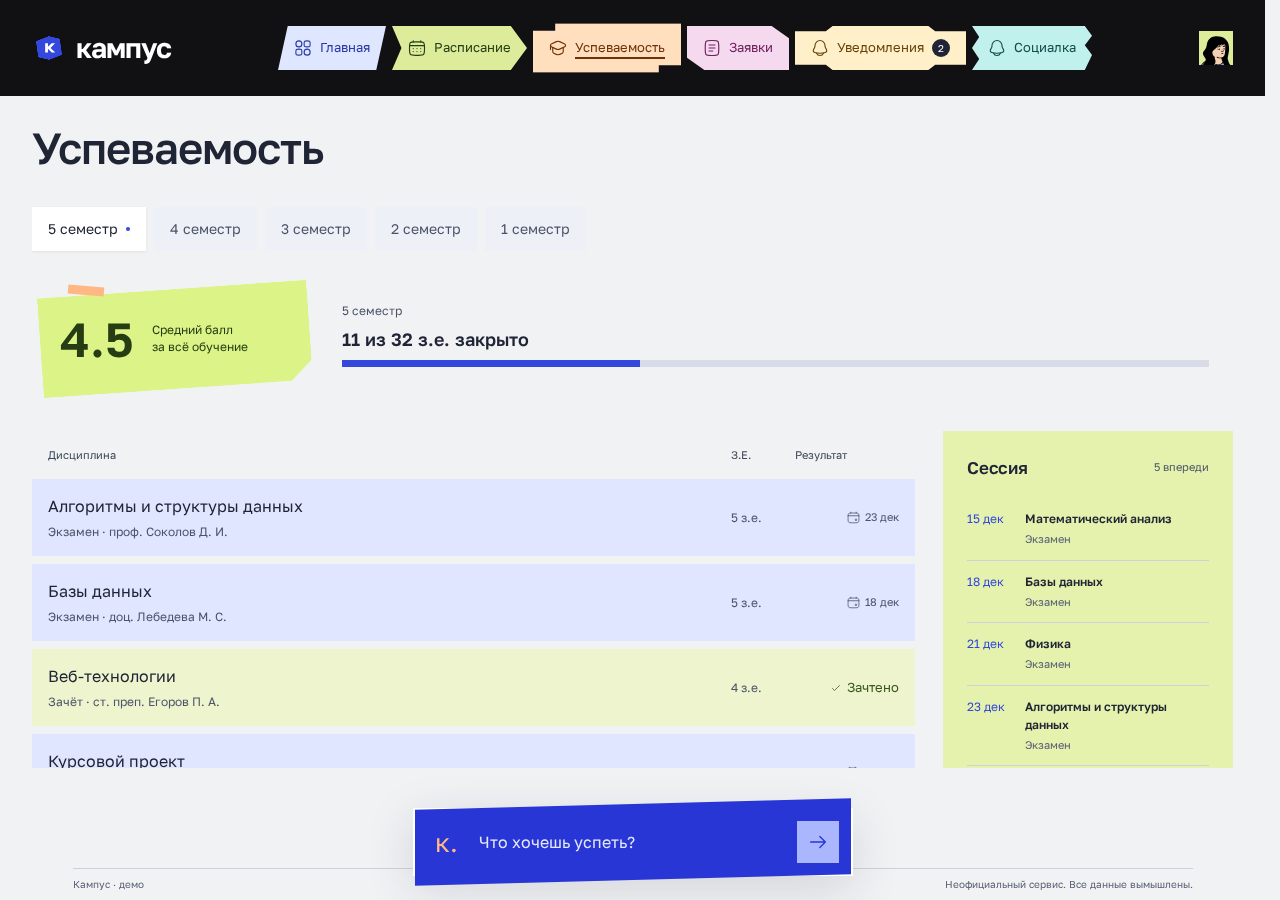 кампус
Главная
Расписание
Успеваемость
Заявки
Уведомления 2
Социалка
Успеваемость
5 семестр
4 семестр
3 семестр
2 семестр
1 семестр
4.5
Средний балл
за всё обучение
5 семестр
11 из 32 з.е. закрыто
Дисциплина
З.Е.
Результат
Алгоритмы и структуры данных
Экзамен · проф. Соколов Д. И.
5 з.е.
23 дек
Базы данных
Экзамен · доц. Лебедева М. С.
5 з.е.
18 дек
Веб-технологии
Зачёт · ст. преп. Егоров П. А.
4 з.е.
Зачтено
Курсовой проект
Сессия
5 впереди
15 дек
Математический анализ
Экзамен
18 дек
Базы данных
Экзамен
21 дек
Физика
Экзамен
23 дек
Алгоритмы и структуры
данных
Экзамен
К.
Что хочешь успеть?
Кампус · демо
Неофициальный сервис. Все данные вымышлены.